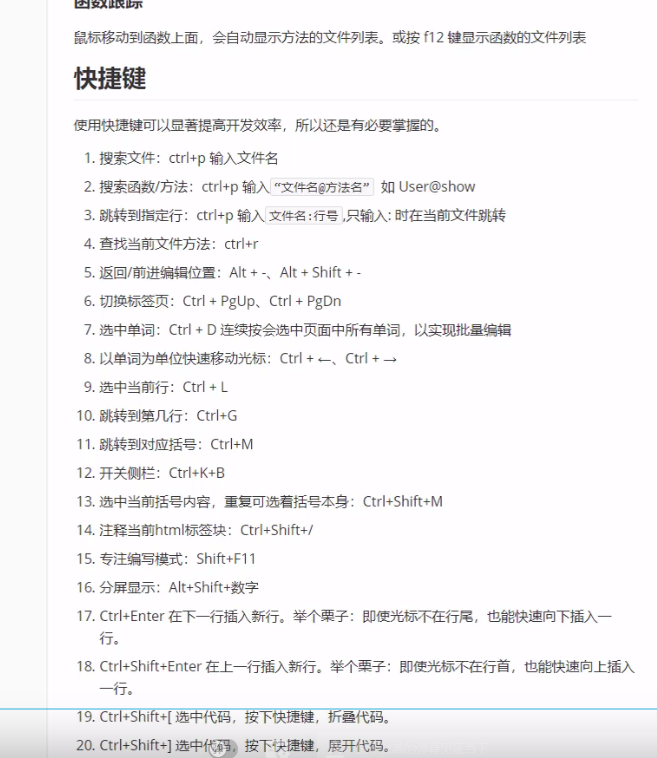 函数跟踪
鼠标移动到函数上面，会自动显示方法的文件列表。或按 f12 键显示函数的文件列表
快捷键
使用快捷键可以显著提高开发效率，所以还是有必要掌握的。
1. 搜索文件：ctrl+p 输入文件名
2. 搜索函数/方法：ctrl+p 输入 “文件名@方法名” 如 User@show
3. 跳转到指定行：ctrl+p 输入 文件名:行号 ,只输入: 时在当前文件跳转
4. 查找当前文件方法：ctrl+r
5. 返回/前进编辑位置：Alt + -、Alt + Shift + -
6. 切换标签页：Ctrl + PgUp、Ctrl + PgDn
7. 选中单词：Ctrl + D 连续按会选中页面中所有单词，以实现批量编辑
8. 以单词为单位快速移动光标：Ctrl + ←、Ctrl + →
9. 选中当前行：Ctrl + L
10. 跳转到第几行：Ctrl+G
11. 跳转到对应括号：Ctrl+M
12. 开关侧栏：Ctrl+K+B
13. 选中当前括号内容，重复可选着括号本身：Ctrl+Shift+M
14. 注释当前html标签块：Ctrl+Shift+/
15. 专注编写模式：Shift+F11
16. 分屏显示：Alt+Shift+数字
17. Ctrl+Enter 在下一行插入新行。举个栗子：即使光标不在行尾，也能快速向下插入一
行。
18. Ctrl+Shift+Enter 在上一行插入新行。举个栗子：即使光标不在行首，也能快速向上插入
一行。
19. Ctrl+Shift+[ 选中代码，按下快捷键，折叠代码。
20. Ctrl+Shift+] 选中代码，按下快捷键，展开代码。